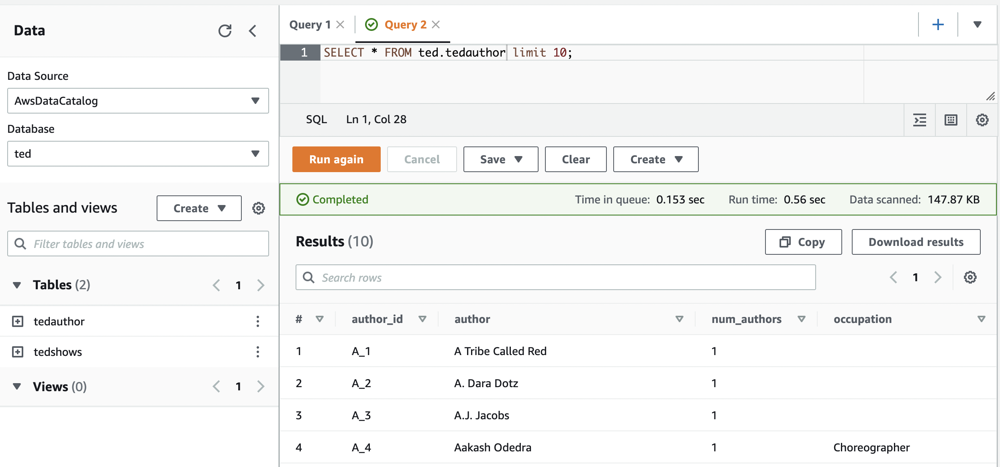 Data
Data Source
AwsDataCatalog
Database
ted
Tables and views
Create
Filter tables and views
Tables (2)
1
tedauthor
tedshows
Views (0)
1
Query 1
Query 2
1 SELECT * FROM ted.tedauthor limit 10;
SQL Ln 1, Col 28
Run again Cancel Save Clear Create
Completed Time in queue: 0.153 sec Run time: 0.56 sec Data scanned: 147.87 KB
Results (10) Copy Download results
Search rows 1
# author_id author num_authors occupation
1 A_1 A Tribe Called Red 1
2 A_2 A. Dara Dotz 1
3 A_3 A.J. Jacobs 1
4 A_4 Aakash Odedra 1 Choreographer